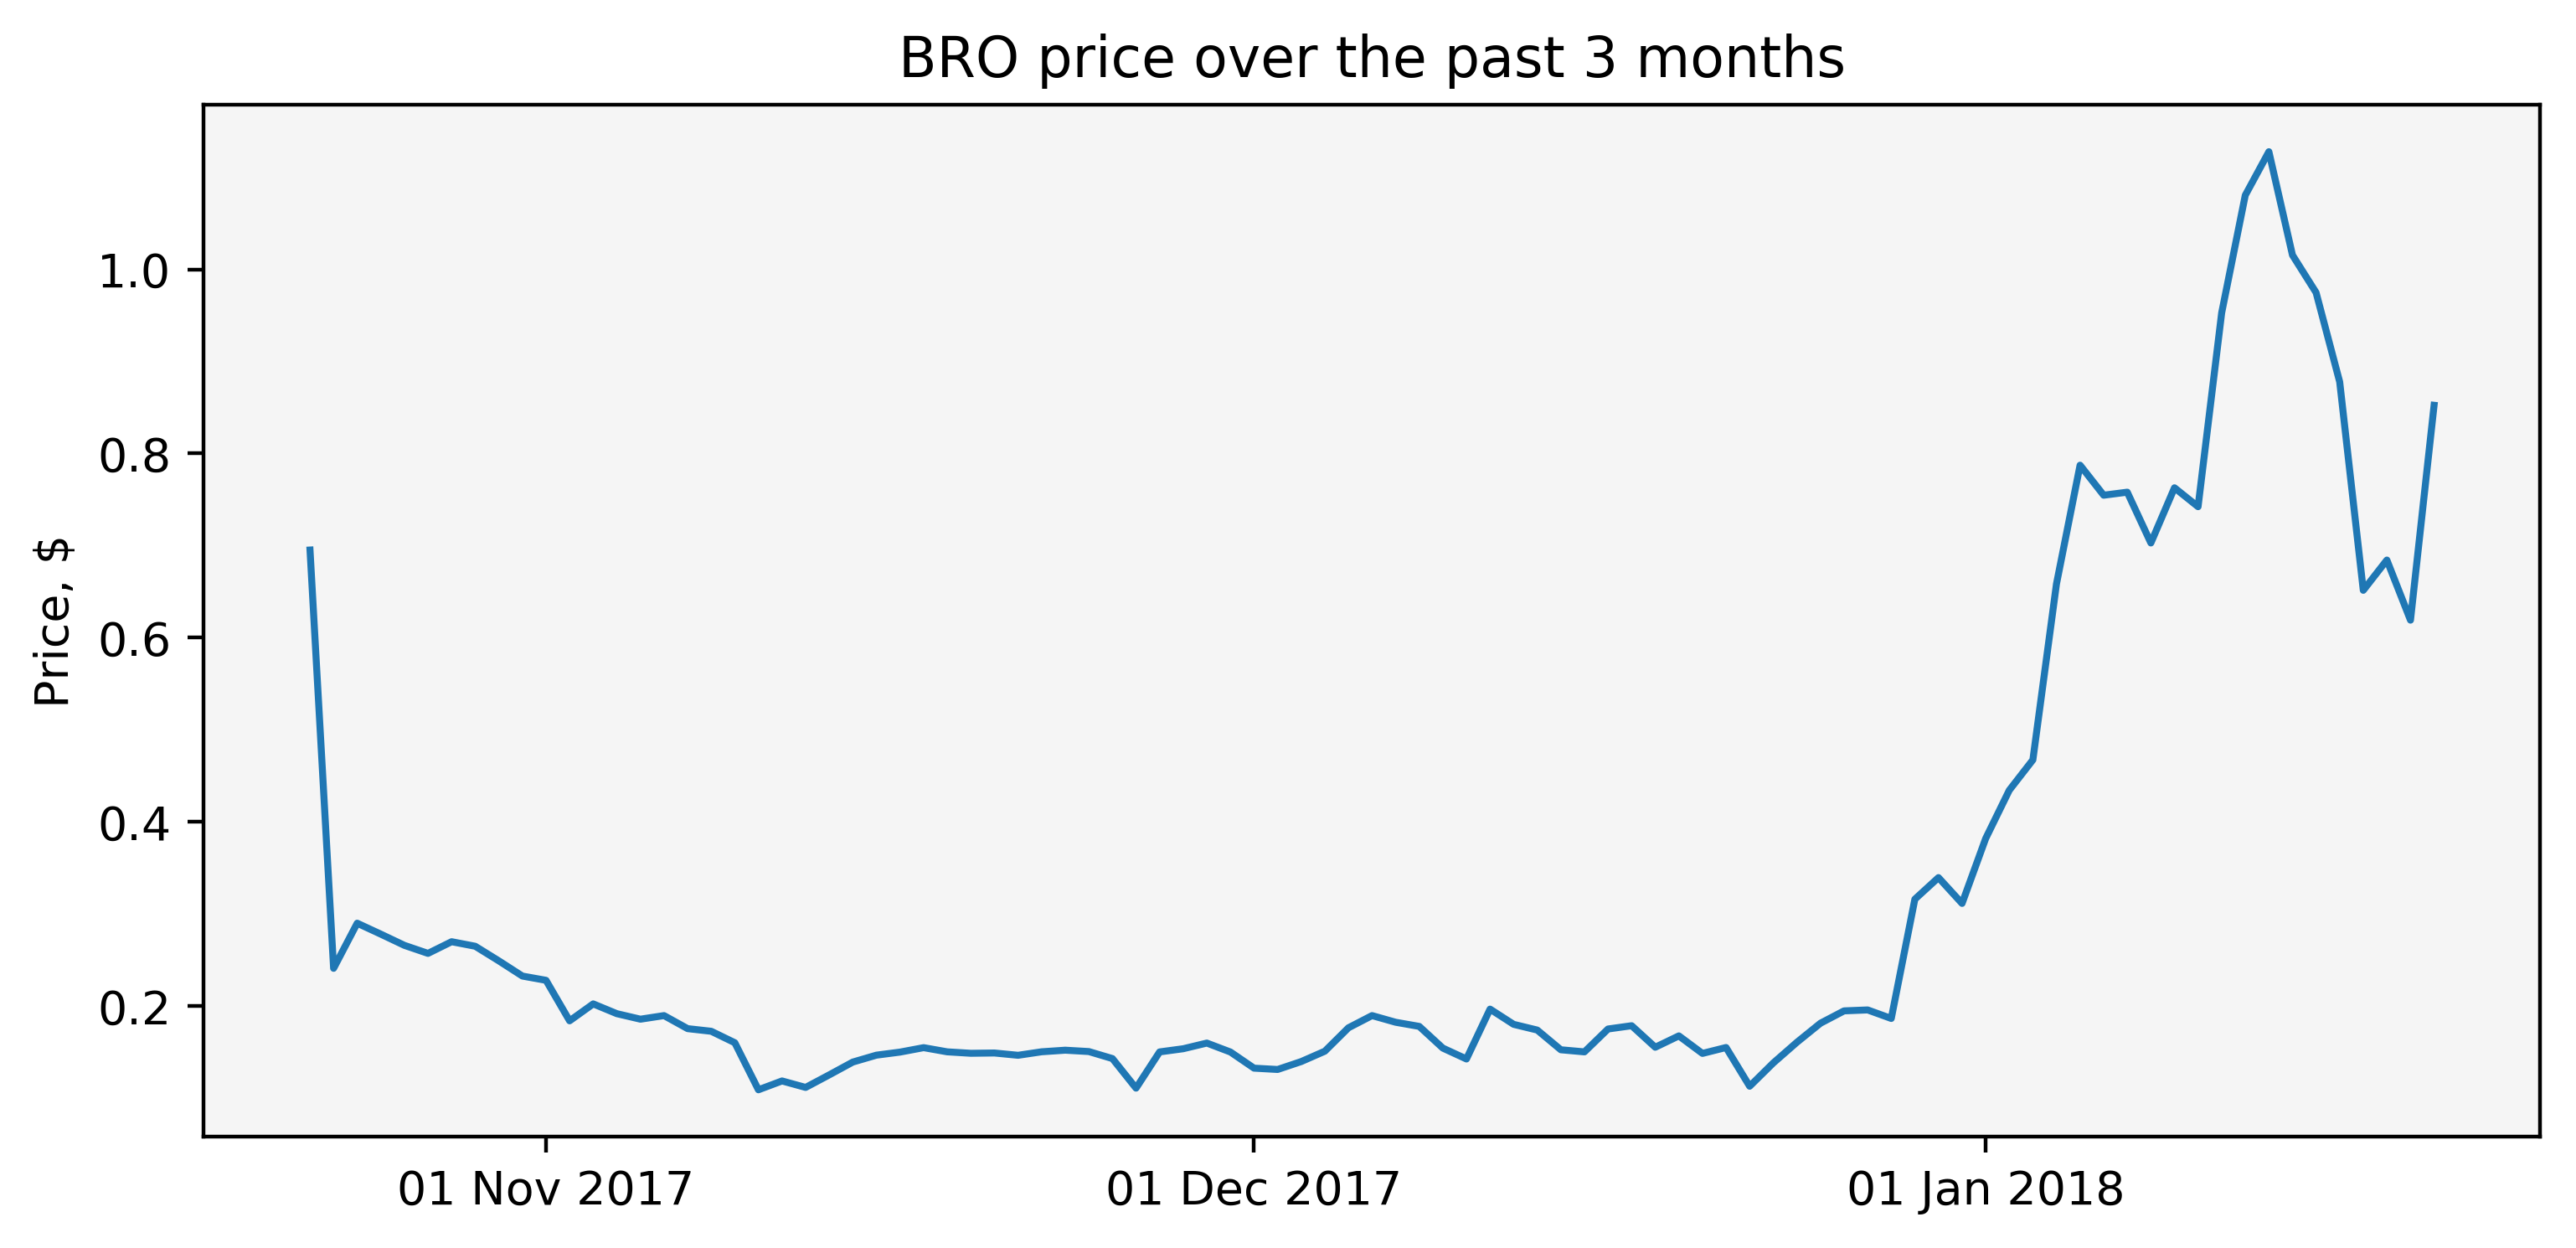 BRO price over the past 3 months
Price, $
1.0
0.8
0.6
0.4
0.2
01 Nov 2017
01 Dec 2017
01 Jan 2018